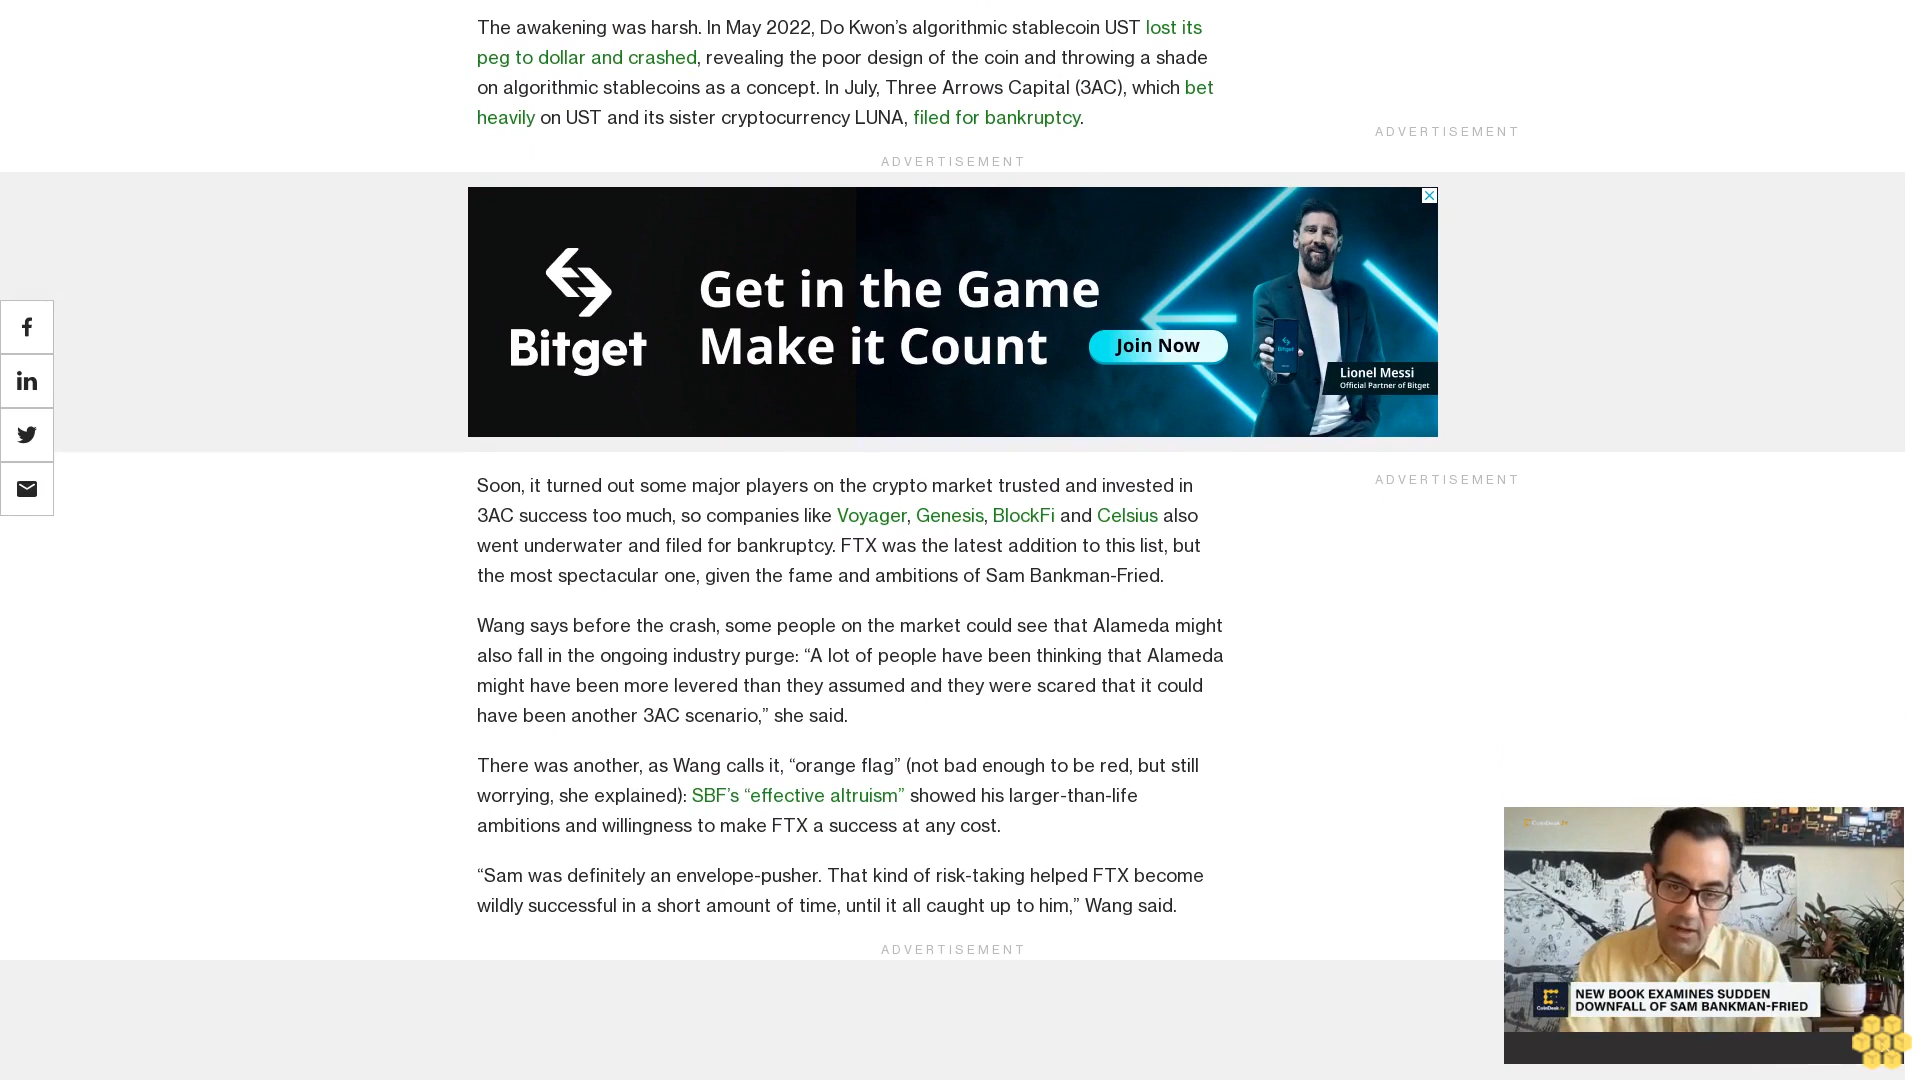 The awakening was harsh. In May 2022, Do Kwon’s algorithmic stablecoin UST lost its
peg to dollar and crashed, revealing the poor design of the coin and throwing a shade
on algorithmic stablecoins as a concept. In July, Three Arrows Capital (3AC), which bet
heavily on UST and its sister cryptocurrency LUNA, filed for bankruptcy.
ADVERTISEMENT
ADVERTISEMENT
Bitget
Get in the Game
Make it Count
Join Now
Bitget
Lionel Messi
Official Partner of Bitget
Soon, it turned out some major players on the crypto market trusted and invested in
3AC success too much, so companies like Voyager, Genesis, BlockFi and Celsius also
went underwater and filed for bankruptcy. FTX was the latest addition to this list, but
the most spectacular one, given the fame and ambitions of Sam Bankman-Fried.
ADVERTISEMENT
Wang says before the crash, some people on the market could see that Alameda might
also fall in the ongoing industry purge: “A lot of people have been thinking that Alameda
might have been more levered than they assumed and they were scared that it could
have been another 3AC scenario,” she said.
There was another, as Wang calls it, “orange flag” (not bad enough to be red, but still
worrying, she explained): SBF’s “effective altruism” showed his larger-than-life
ambitions and willingness to make FTX a success at any cost.
“Sam was definitely an envelope-pusher. That kind of risk-taking helped FTX become
wildly successful in a short amount of time, until it all caught up to him,” Wang said.
ADVERTISEMENT
CoinDesk tv
CoinDesk tv
NEW BOOK EXAMINES SUDDEN
DOWNFALL OF SAM BANKMAN-FRIED